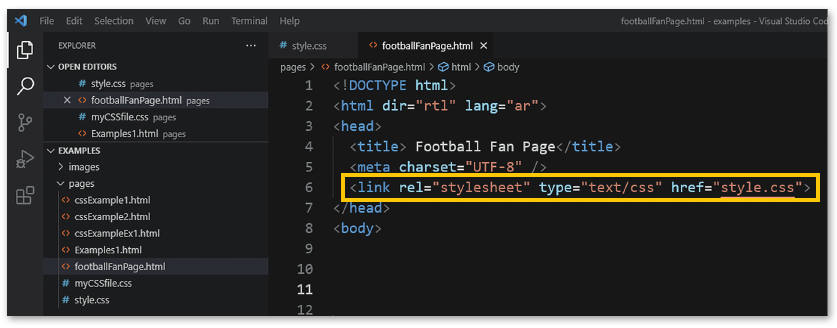 File Edit Selection View Go Run Terminal Help footballFanPage.html - examples - Visual Studio Cod
EXPLORER ...
OPEN EDITORS
# style.css pages
× <> footballFanPage.html pages
# myCSSfile.css pages
<> Examples1.html pages
EXAMPLES
> images
pages
<> cssExample1.html
<> cssExample2.html
<> cssExampleEx1.html
<> Examples1.html
<> footballFanPage.html
# myCSSfile.css
# style.css
# style.css <> footballFanPage.html ×
pages > <> footballFanPage.html > html > body
1 <!DOCTYPE html>
2 <html dir="rtl" lang="ar">
3 <head>
4 <title> Football Fan Page</title>
5 <meta charset="UTF-8" />
6 <link rel="stylesheet" type="text/css" href="style.css">
7 </head>
8 <body>
9
10
11
12